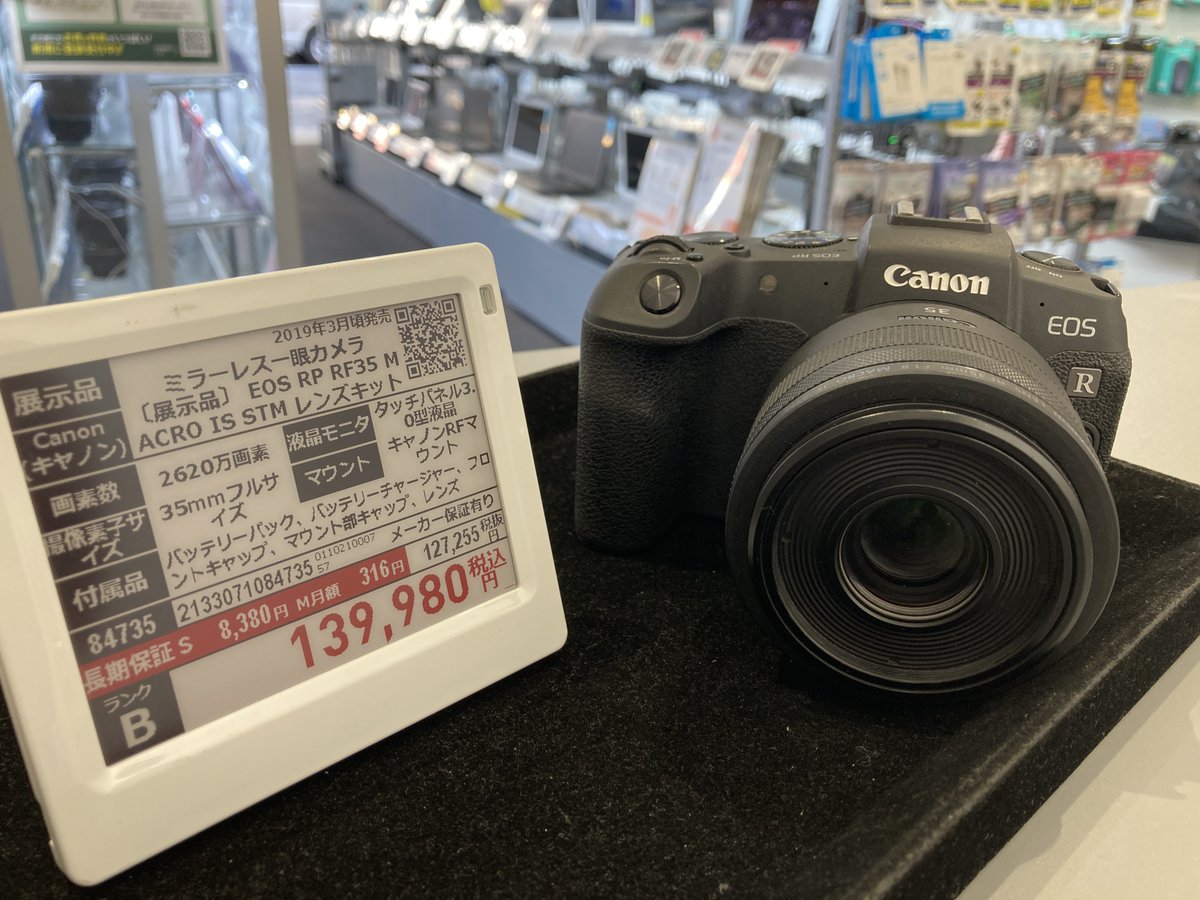 2019年3月頃発売
展示品
ミラーレス一眼カメラ
〔展示品〕 EOS RP RF35 M
ACRO IS STM レンズキット
Canon
(キヤノン)
画素数
2620万画素
液晶モニタ
タッチパネル3.
0型液晶
撮像素子サ
イズ
35mmフルサ
イズ
マウント
キヤノンRFマ
ウント
付属品
バッテリーパック、バッテリーチャージャー、フロ
ントキャップ、マウント部キャップ、レンズ
84735
2133071084735
0110210007
57
メーカー保証有り
長期保証 S 8,380円 M月額 316円
127,255円 税抜
139,980円 税込
ランク
B
Canon
EOS
R
EOS RP